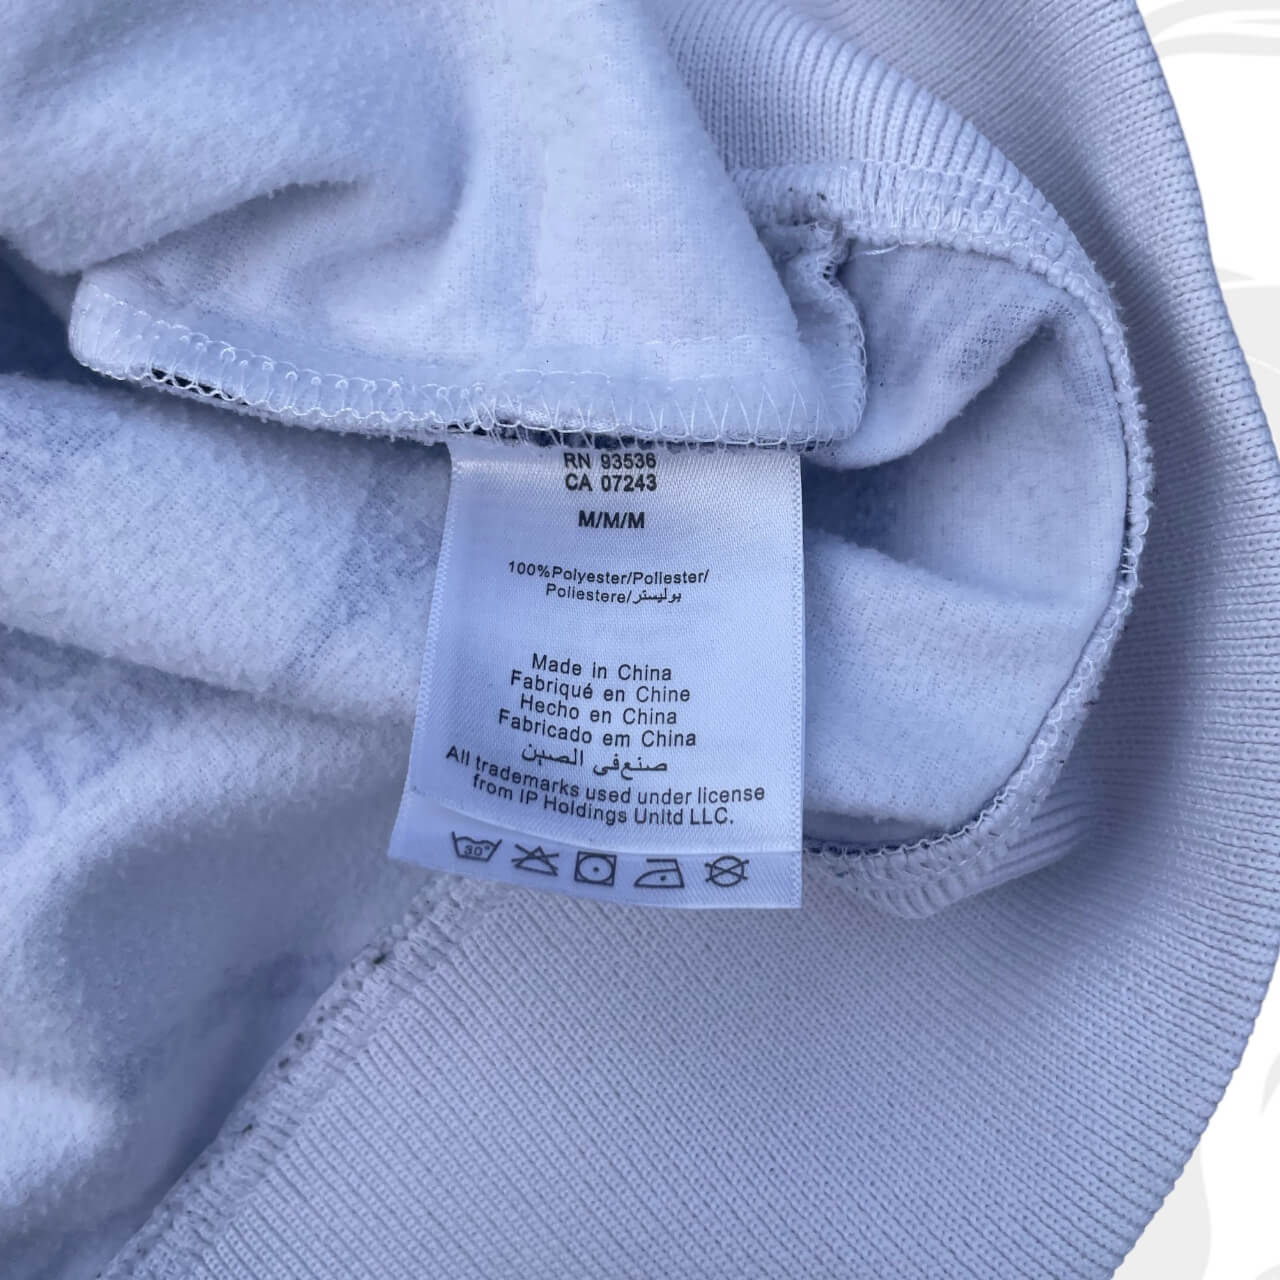 RN 93536
CA 07243
M/M/M
100%Polyester/Poliester/
Poliestere/بوليستر
Made in China
Fabriqué en Chine
Hecho en China
Fabricado em China
صنع في الصين
All trademarks used under license
from IP Holdings Unltd LLC.
30°